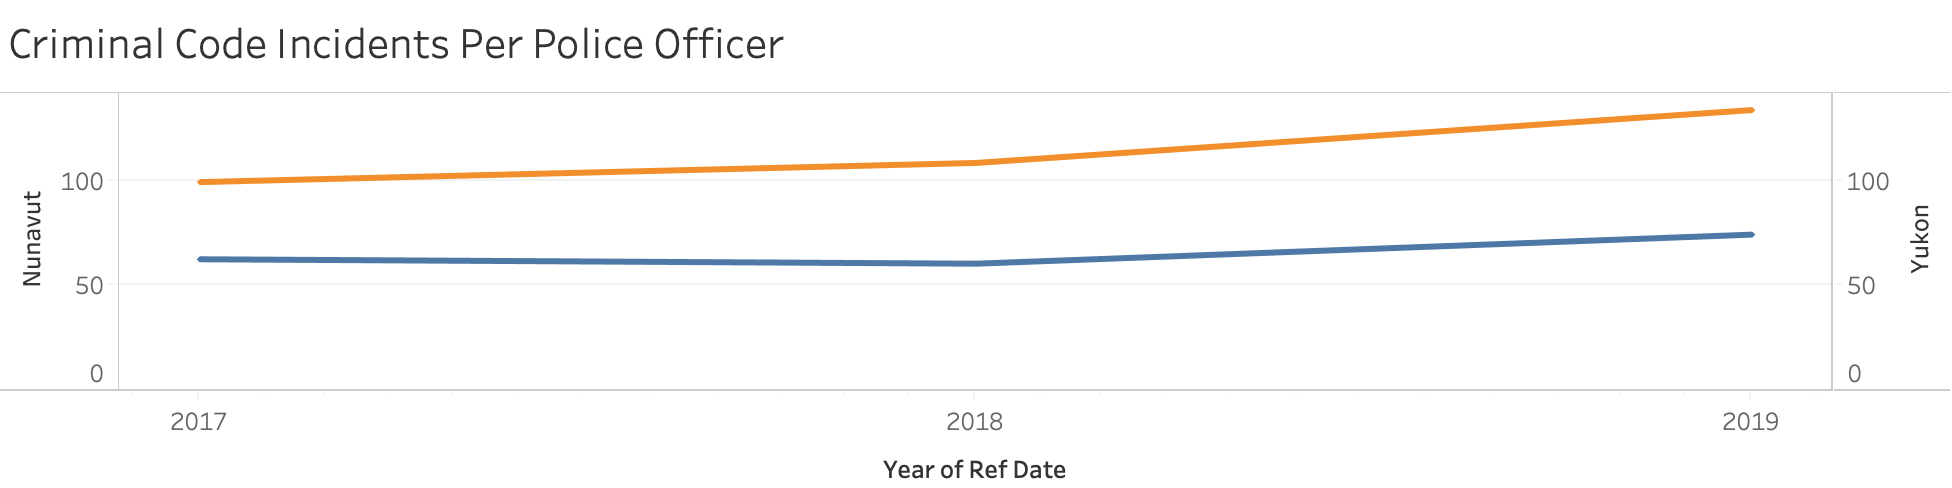 Criminal Code Incidents Per Police Officer
Nunavut
100
50
0
100
50
0
Yukon
2017
2018
2019
Year of Ref Date